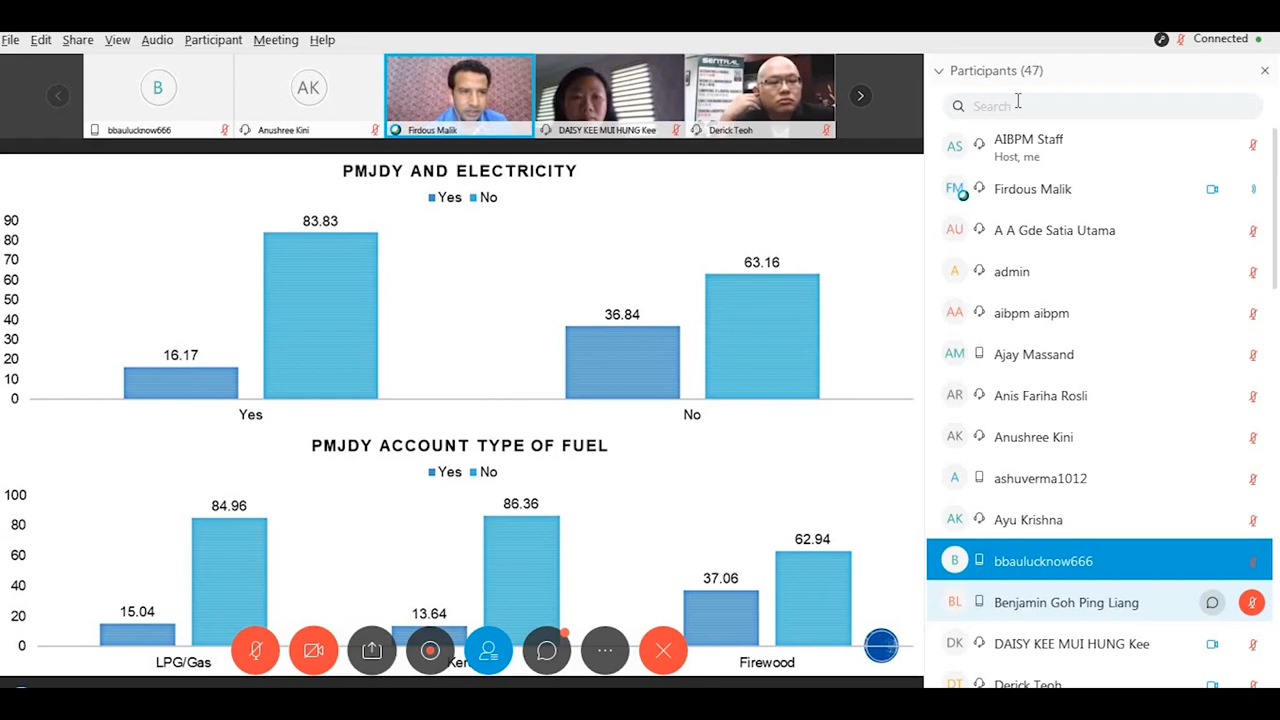 File Edit Share View Audio Participant Meeting Help
Connected
B
bbaulucknow666
AK
Anushree Kini
Firdous Malik
DAISY KEE MUI HUNG Kee
SENTRAL
Derick Teoh
PMJDY AND ELECTRICITY
Yes No
90
80
70
60
50
40
30
20
10
0
16.17
83.83
36.84
63.16
Yes
No
PMJDY ACCOUNT TYPE OF FUEL
Yes No
100
80
60
40
20
0
15.04
84.96
13.64
86.36
37.06
62.94
LPG/Gas
Firewood
Participants (47)
Search
AS AIBPM Staff
Host, me
FM Firdous Malik
AU A A Gde Satia Utama
A admin
AA aibpm aibpm
AM Ajay Massand
AR Anis Fariha Rosli
AK Anushree Kini
A ashuverma1012
AK Ayu Krishna
B bbaulucknow666
BL Benjamin Goh Ping Liang
DK DAISY KEE MUI HUNG Kee
DT Derick Teoh